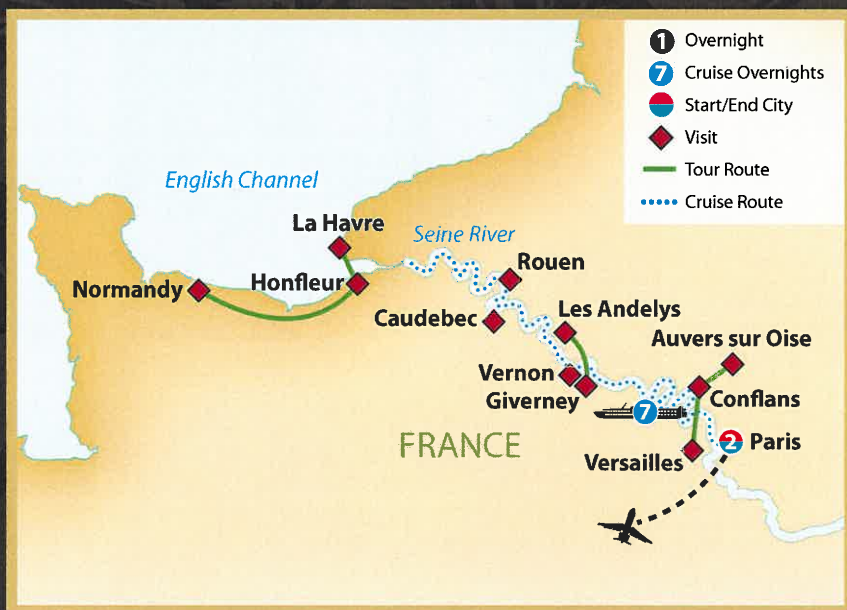 1 Overnight
7 Cruise Overnights
Start/End City
Visit
Tour Route
Cruise Route
English Channel
La Havre
Seine River
Rouen
Normandy
Honfleur
Caudebec
Les Andelys
Auvers sur Oise
Vernon
Giverney
Conflans
7
FRANCE
Versailles
2 Paris